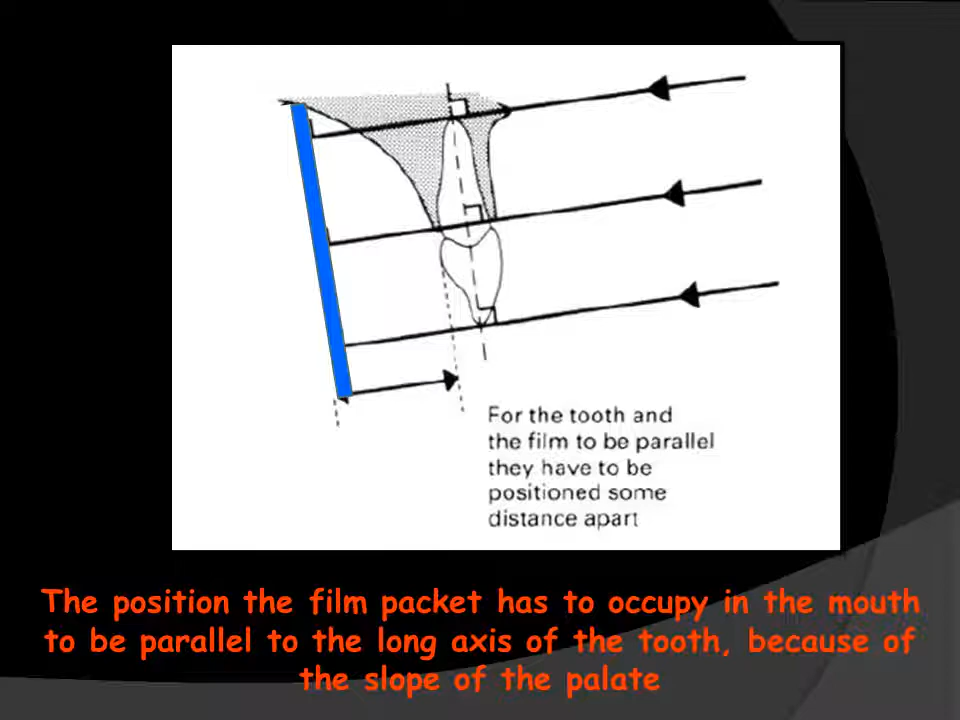 For the tooth and
the film to be parallel
they have to be
positioned some
distance apart
The position the film packet has to occupy in the mouth
to be parallel to the long axis of the tooth, because of
the slope of the palate